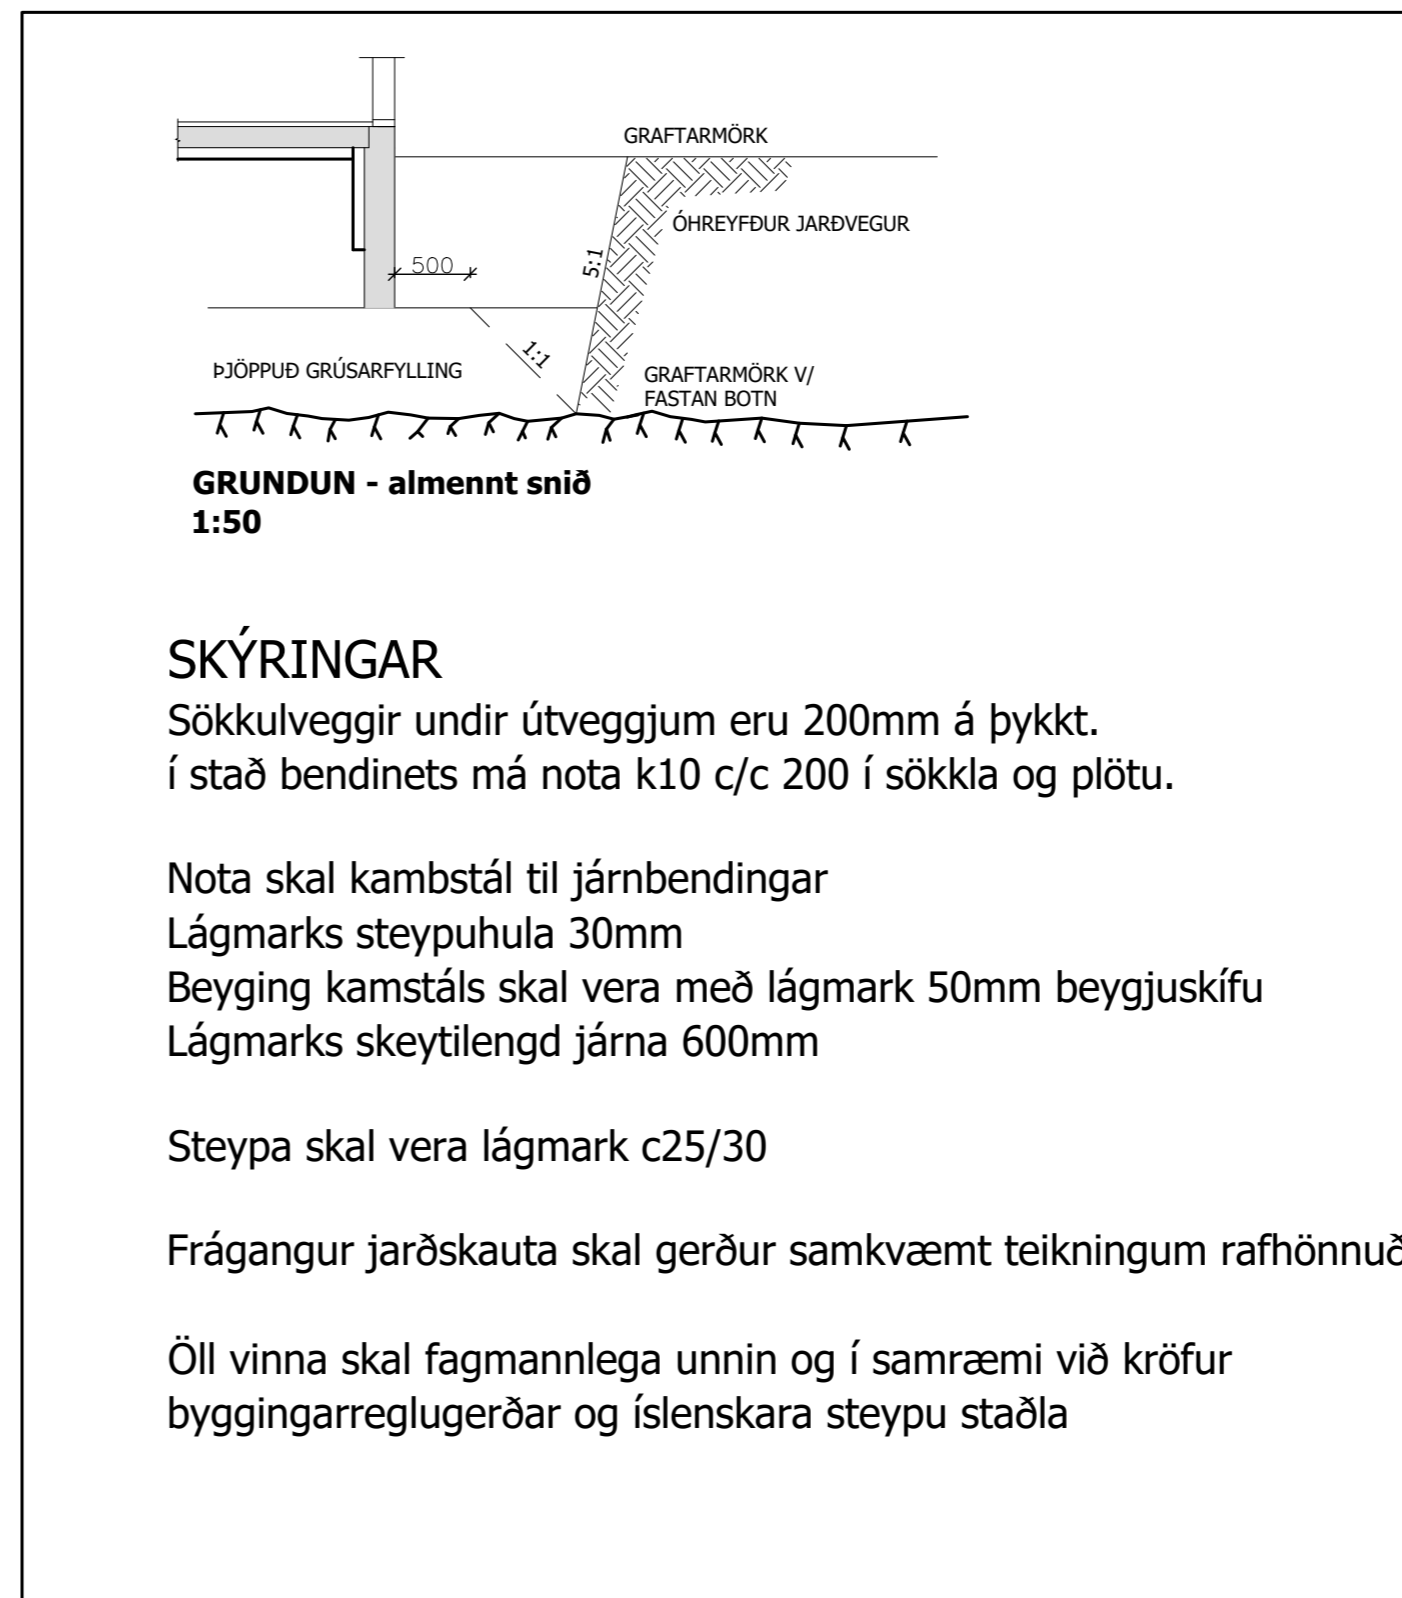 GRAFTARMÖRK
ÓHREYFÐUR JARÐVEGUR
500
5:1
1:1
ÞJÖPPUÐ GRÚSARFYLLING
GRAFTARMÖRK V/
FASTAN BOTN
GRUNDUN - almennt snið
1:50
SKÝRINGAR
Sökkulveggir undir útveggjum eru 200mm á þykkt.
í stað bendinets má nota k10 c/c 200 í sökkla og plötu.
Nota skal kambstál til járnbendingar
Lágmarks steypuhula 30mm
Beyging kamstáls skal vera með lágmark 50mm beygjuskífu
Lágmarks skeytilengd járna 600mm
Steypa skal vera lágmark c25/30
Frágangur jarðskauta skal gerður samkvæmt teikningum rafhönnuð
Öll vinna skal fagmannlega unnin og í samræmi við kröfur
byggingarreglugerðar og íslenskara steypu staðla